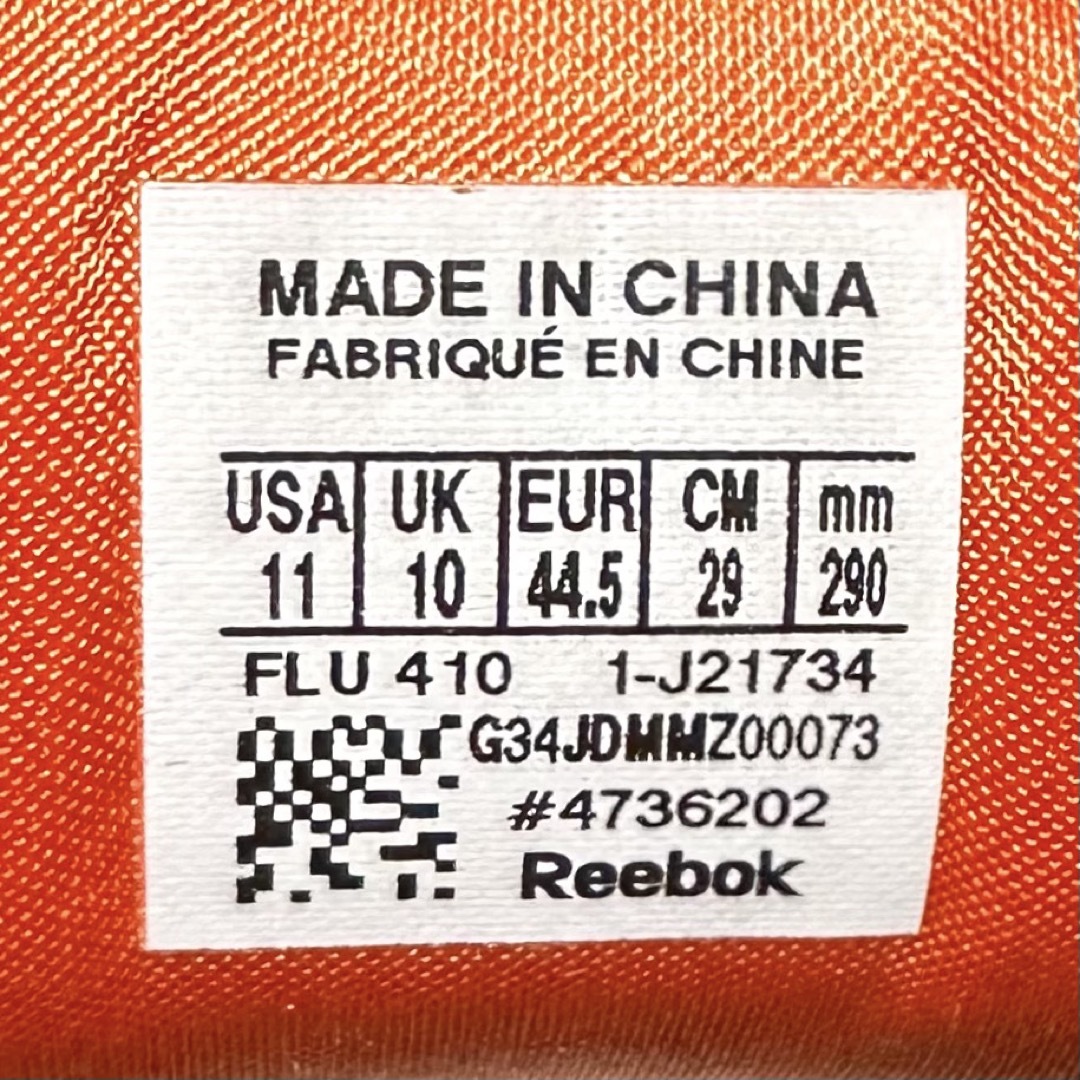 MADE IN CHINA
FABRIQUÉ EN CHINE
USA UK EUR CM mm
11 10 44.5 29 290
FLU 410 1-J21734
G34JDMMZ00073
#4736202
Reebok